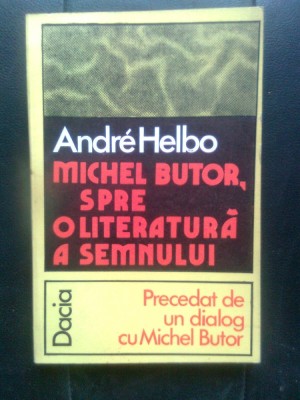 André Helbo
MICHEL BUTOR,
SPRE
O LITERATURĂ
A SEMNULUI
Dacia
Precedat de
un dialog
cu Michel Butor